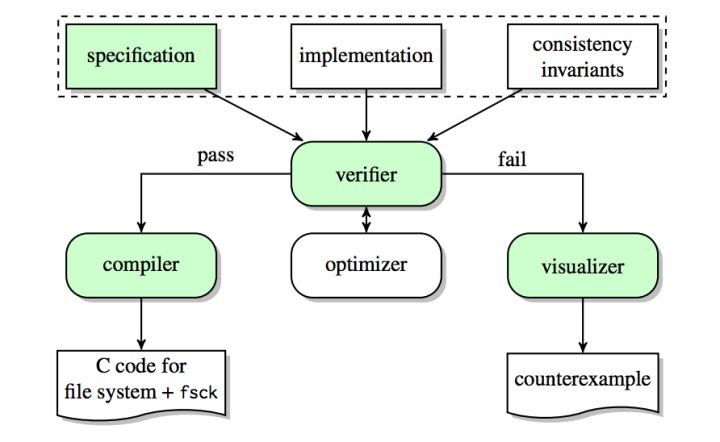 specification
implementation
consistency
invariants
pass
verifier
fail
compiler
optimizer
visualizer
C code for
file system + fsck
counterexample